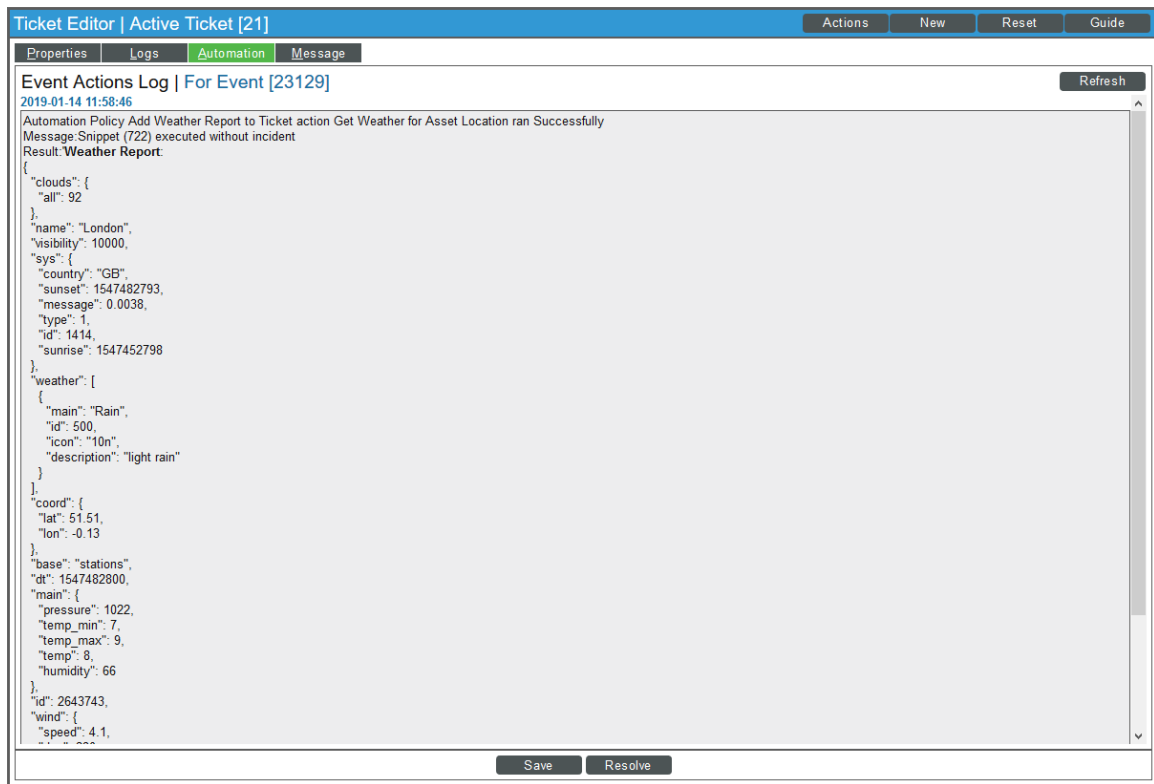 Ticket Editor | Active Ticket [21]
Actions New Reset Guide
Properties Logs Automation Message
Event Actions Log | For Event [23129]
Refresh
2019-01-14 11:58:46
Automation Policy Add Weather Report to Ticket action Get Weather for Asset Location ran Successfully
Message:Snippet (722) executed without incident
Result:'Weather Report:
{
"clouds": {
"all": 92
},
"name": "London",
"visibility": 10000,
"sys": {
"country": "GB",
"sunset": 1547482793,
"message": 0.0038,
"type": 1,
"id": 1414,
"sunrise": 1547452798
},
"weather": [
{
"main": "Rain",
"id": 500,
"icon": "10n",
"description": "light rain"
}
],
"coord": {
"lat": 51.51,
"lon": -0.13
},
"base": "stations",
"dt": 1547482800,
"main": {
"pressure": 1022,
"temp_min": 7,
"temp_max": 9,
"temp": 8,
"humidity": 66
},
"id": 2643743,
"wind": {
"speed": 4.1,
Save Resolve